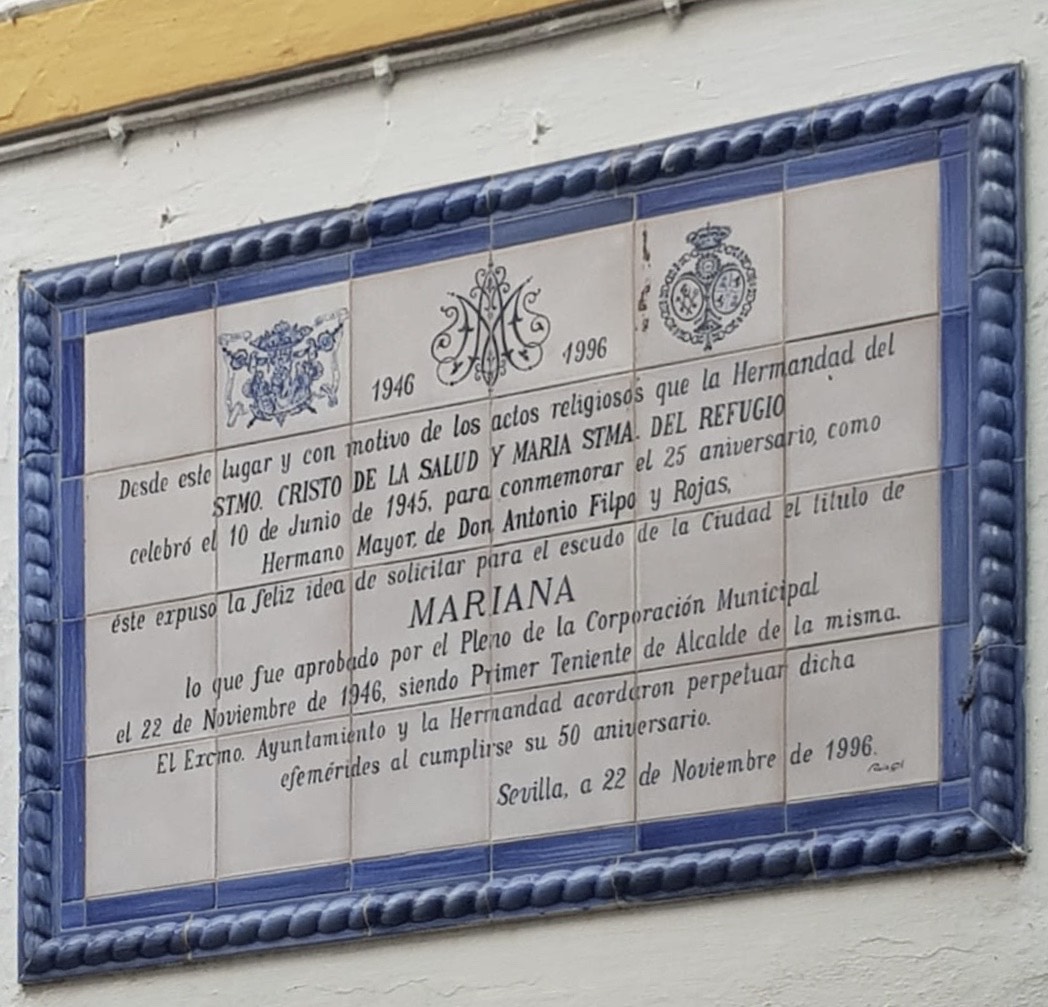 1946 1996
Desde este lugar y con motivo de los actos religiosos que la Hermandad del
STMO. CRISTO DE LA SALUD Y MARIA STMA. DEL REFUGIO
celebró el 10 de Junio de 1945, para conmemorar el 25 aniversario, como
Hermano Mayor, de Don Antonio Filpo y Rojas,
éste expuso la feliz idea de solicitar para el escudo de la Ciudad el titulo de
MARIANA
lo que fue aprobado por el Pleno de la Corporación Municipal
el 22 de Noviembre de 1946, siendo Primer Teniente de Alcalde de la misma.
El Excmo. Ayuntamiento y la Hermandad acordaron perpetuar dicha
efemérides al cumplirse su 50 aniversario.
Sevilla, a 22 de Noviembre de 1996.